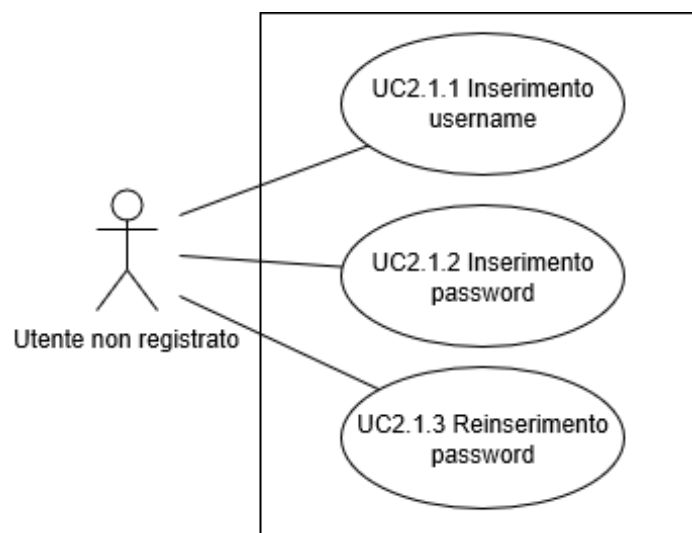 UC2.1.1 Inserimento
username
UC2.1.2 Inserimento
password
Utente non registrato
UC2.1.3 Reinserimento
password